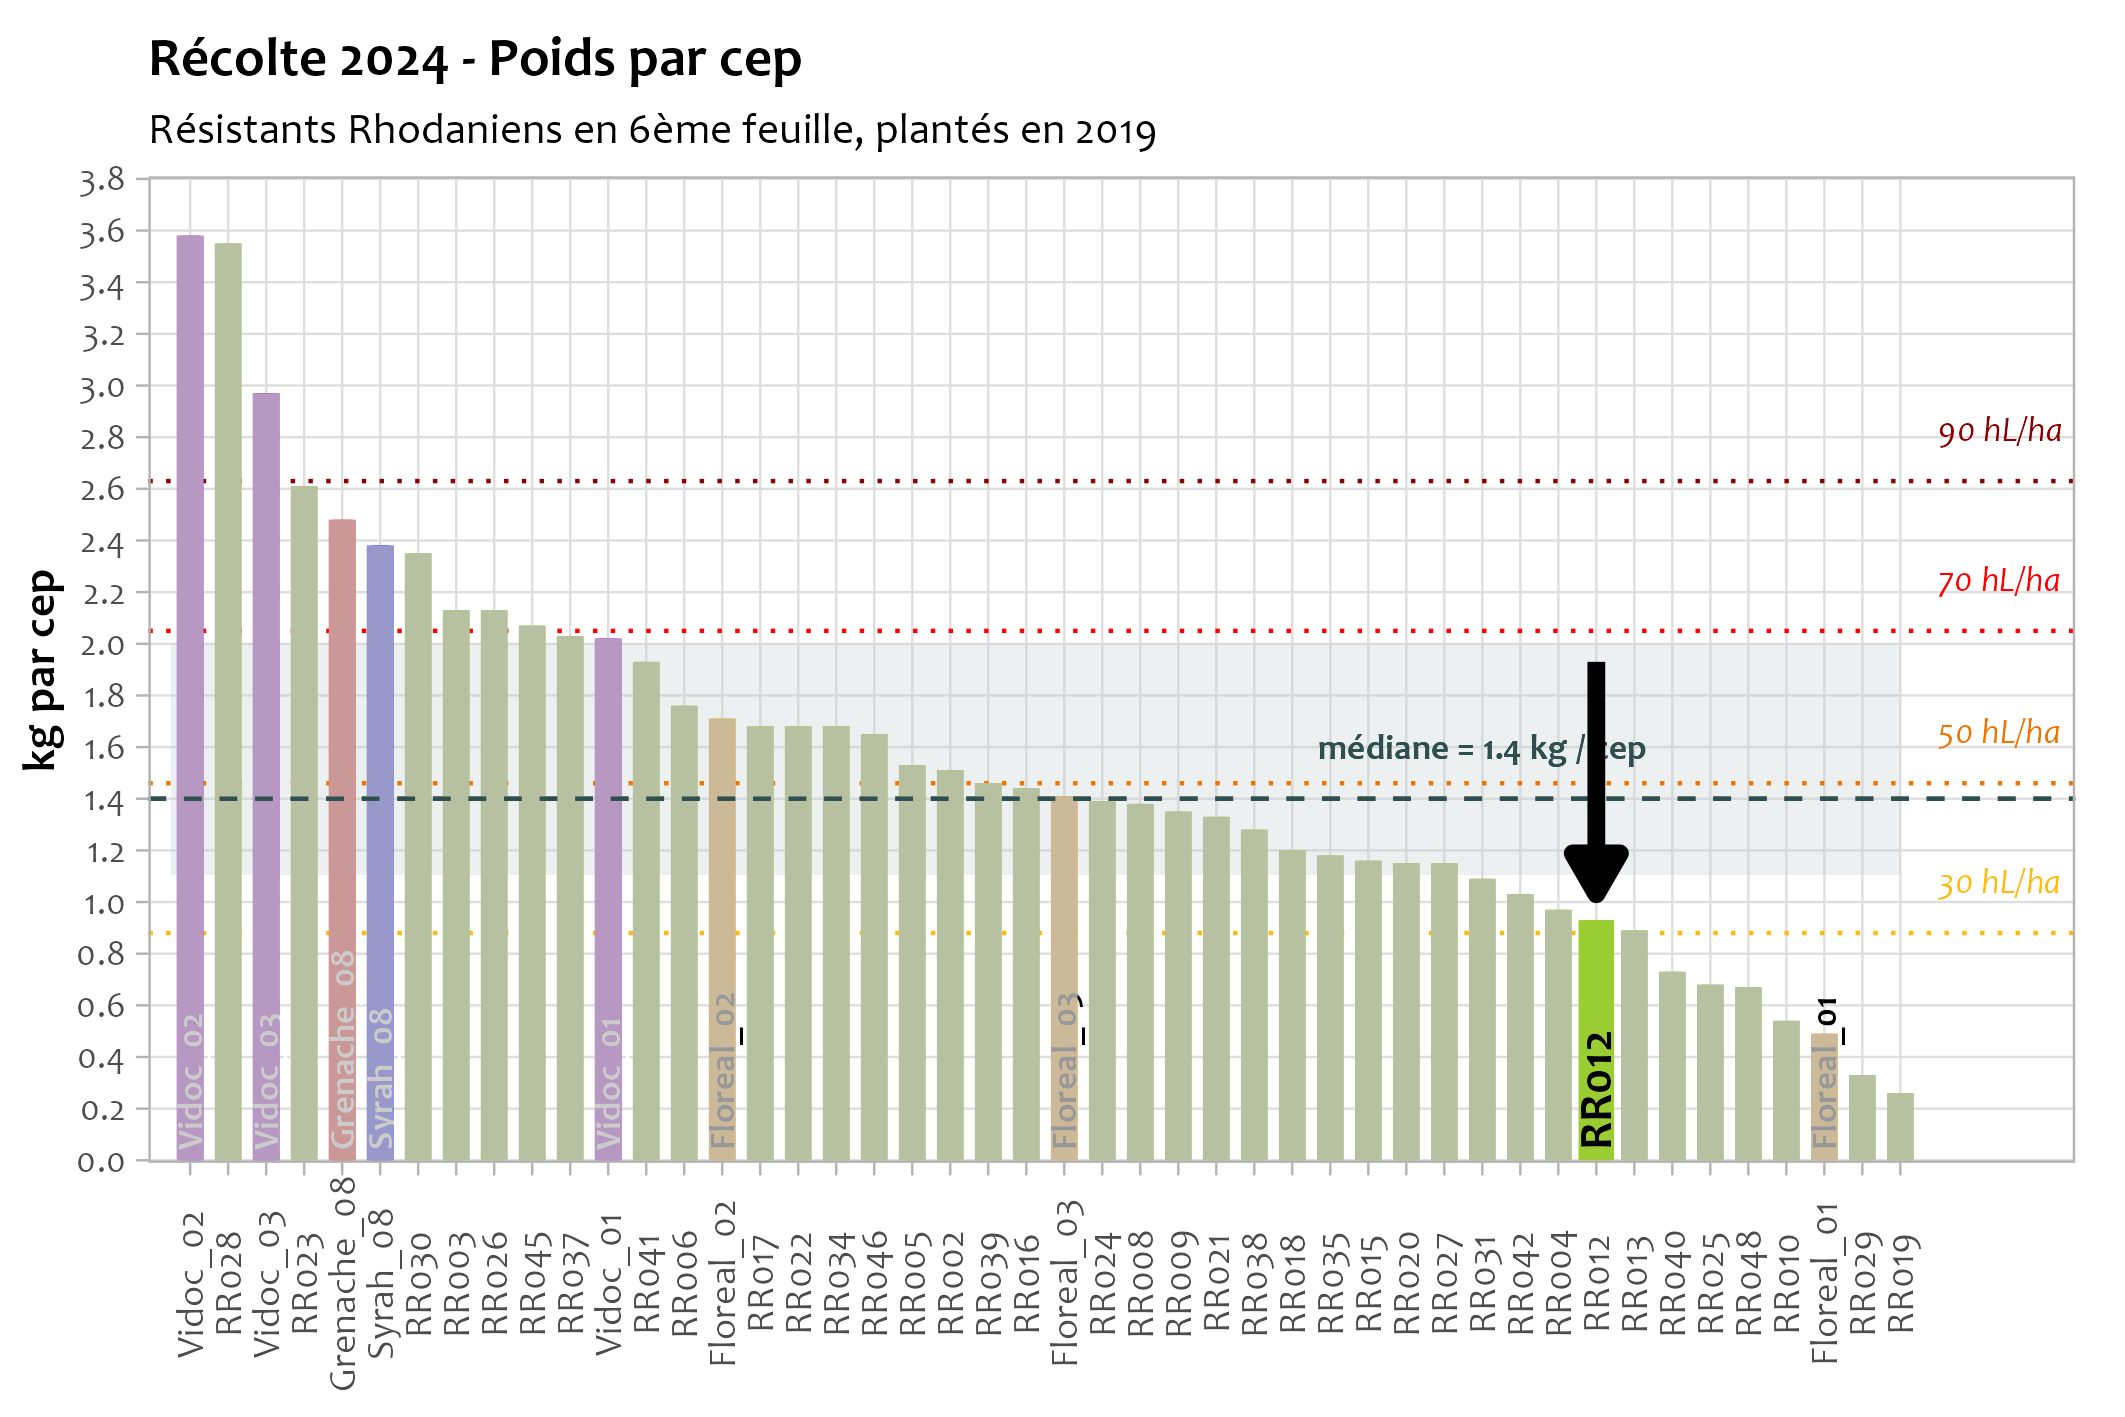 Récolte 2024 - Poids par cep
Résistants Rhodaniens en 6ème feuille, plantés en 2019
kg par cep
3.8
3.6
3.4
3.2
3.0
2.8
2.6
2.4
2.2
2.0
1.8
1.6
1.4
1.2
1.0
0.8
0.6
0.4
0.2
0.0
90 hL/ha
70 hL/ha
50 hL/ha
30 hL/ha
médiane = 1.4 kg / cep
Vidoc_02
Vidoc_03
Grenache_08
Syrah_08
Vidoc_01
Floreal_02
Floreal_03
RR012
Floreal_01
Vidoc_02
RR028
Vidoc_03
RR023
Grenache_08
Syrah_08
RR030
RR003
RR026
RR045
RR037
Vidoc_01
RR041
RR006
Floreal_02
RR017
RR022
RR034
RR046
RR005
RR002
RR039
RR016
Floreal_03
RR024
RR008
RR009
RR021
RR038
RR018
RR035
RR015
RR020
RR027
RR031
RR042
RR004
RR012
RR013
RR040
RR025
RR048
RR010
Floreal_01
RR029
RR019